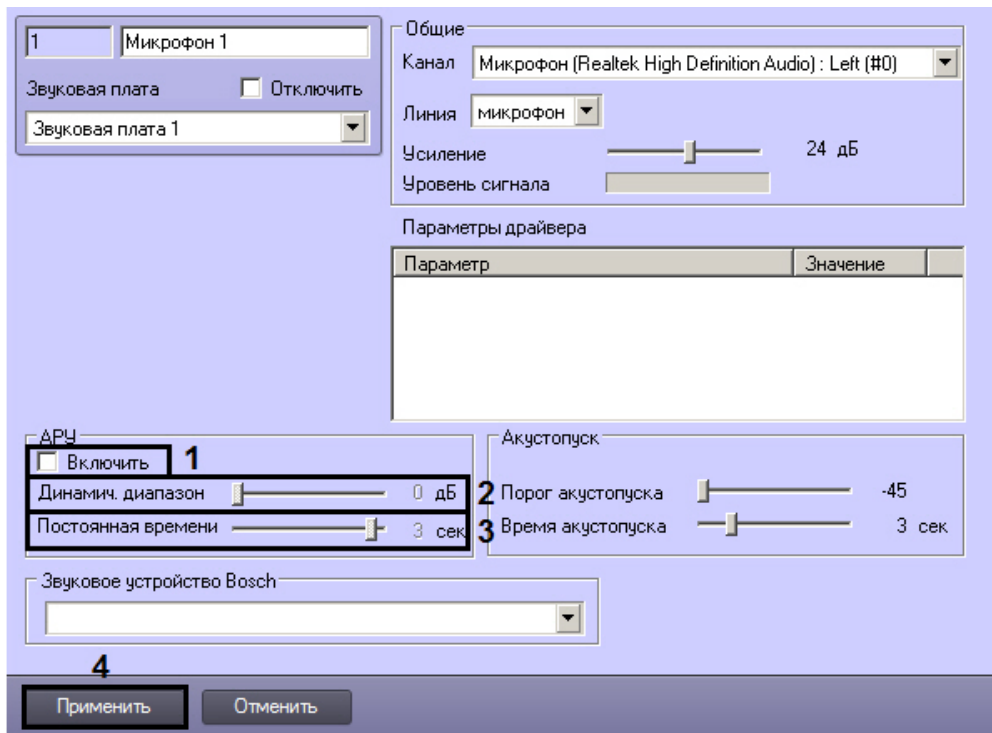 1 Микрофон 1
Звуковая плата Отключить
Звуковая плата 1
Общие
Канал Микрофон (Realtek High Definition Audio) : Left (#0)
Линия микрофон
Усиление 24 дБ
Уровень сигнала
Параметры драйвера
Параметр Значение
АРУ
Включить 1
Динамич. диапазон 0 дБ 2
Постоянная времени 3 сек 3
Акустопуск
Порог акустопуска -45
Время акустопуска 3 сек
Звуковое устройство Bosch
4
Применить Отменить